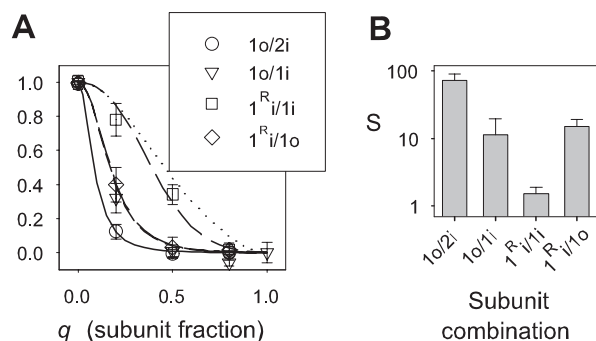 A
1o/2i
1o/1i
1ᴿi/1i
1ᴿi/1o
1.0
0.8
0.6
0.4
0.2
0.0
0.0 0.5 1.0
q (subunit fraction)
B
S
100
10
1
1o/2i
1o/1i
1ᴿi/1i
1ᴿi/1o
Subunit
combination